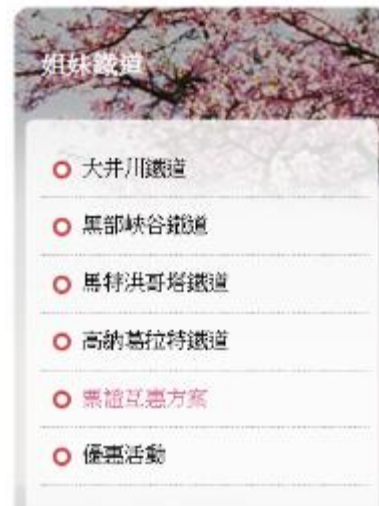 姐妹鐵道
大井川鐵道
黑部峽谷鐵道
馬特洪哥塔鐵道
高納葛拉特鐵道
票證互惠方案
優惠活動